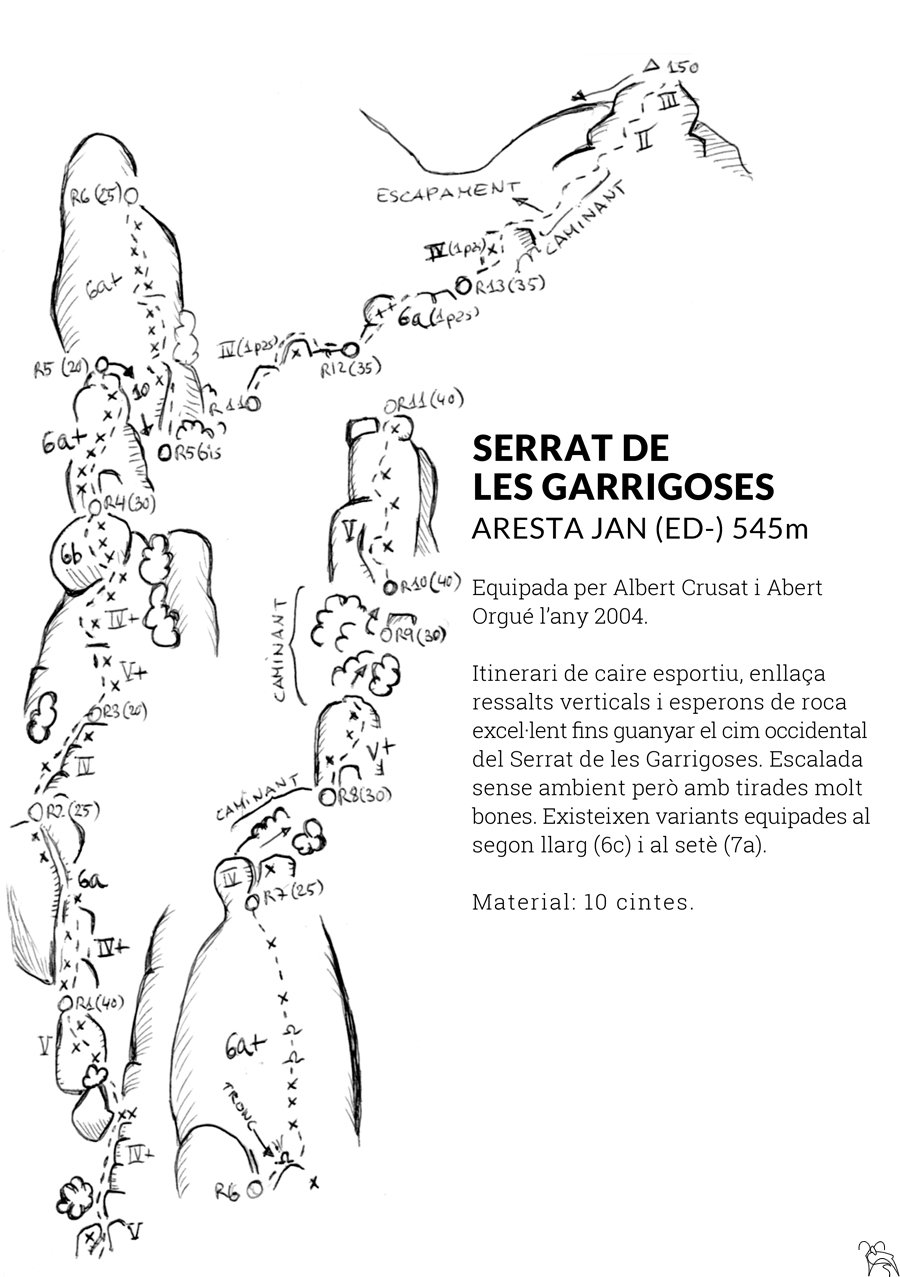 △ 150
III
II
ESCAPAMENT
CAMINANT
R6 (25)
IV (1p25)
R13 (35)
6a+
6a (1p25)
IV (1p25)
R12 (35)
R5 (20)
10
R11
R11 (40)
6a+
R5bis
SERRAT DE
LES GARRIGOSES
ARESTA JAN (ED-) 545m
R4 (30)
V
6b
R10 (40)
Equipada per Albert Crusat i Abert
Orgué l’any 2004.
IV+
CAMINANT
R9 (30)
V+
Itinerari de caire esportiu, enllaça
ressalts verticals i esperons de roca
excel·lent fins guanyar el cim occidental
del Serrat de les Garrigoses. Escalada
sense ambient però amb tirades molt
bones. Existeixen variants equipades al
segon llarg (6c) i al setè (7a).
R3 (20)
IV
V+
R2 (25)
CAMINANT
R8 (30)
6a
IV
R7 (25)
Material: 10 cintes.
IV+
R1 (40)
V
6a+
TRONC
IV+
R6
V